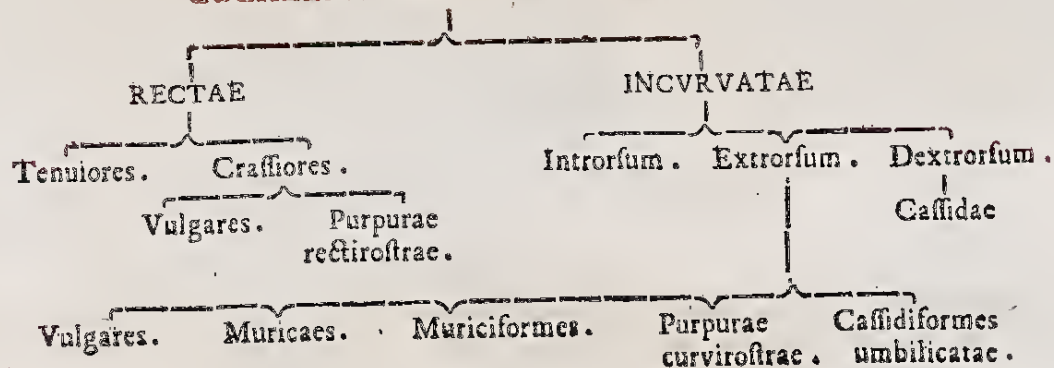 RECTAE
INCVRVATAE
Tenuiores.
Craſſiores.
Introrſum.
Extrorſum.
Dextrorſum.
Vulgares.
Purpurae
rectiroſtrae.
Caſſidae
Vulgares.
Muricaes.
Muriciformes.
Purpurae
curviroſtrae.
Caſſidiformes
umbilicatae.